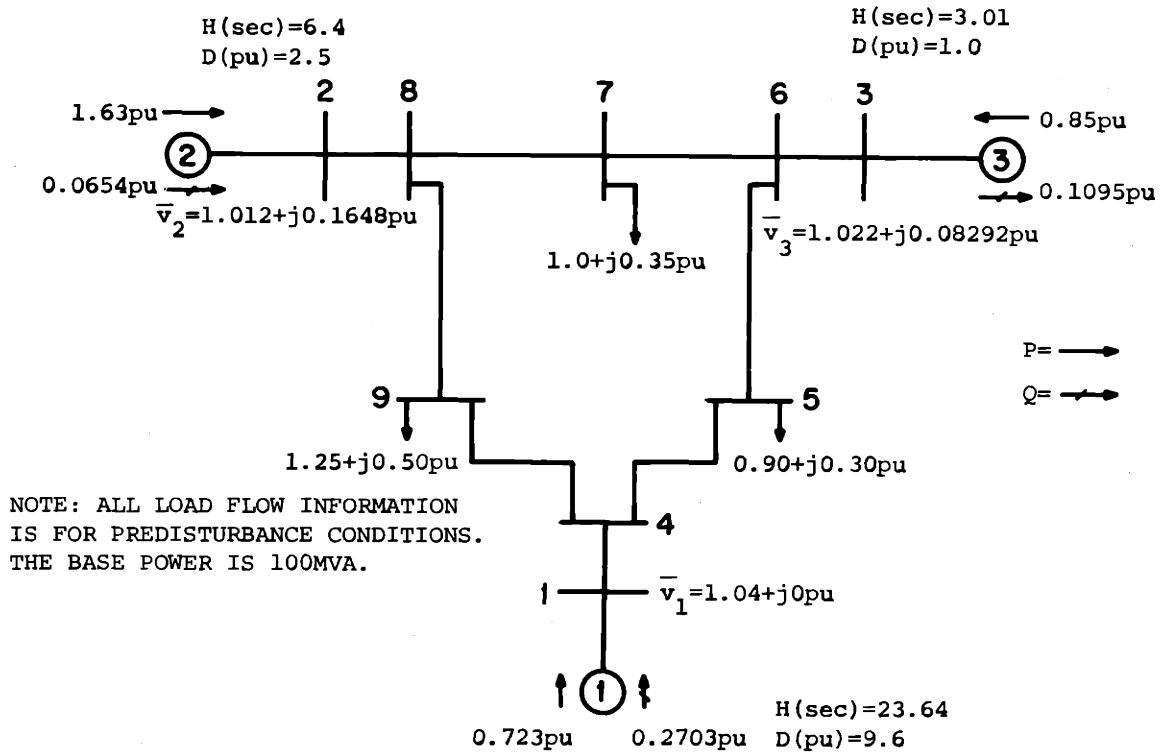 H(sec)=6.4
D(pu)=2.5
H(sec)=3.01
D(pu)=1.0
2
8
7
6
3
1.63pu
0.85pu
2
3
0.0654pu
0.1095pu
v̅2=1.012+j0.1648pu
v̅3=1.022+j0.08292pu
1.0+j0.35pu
P=
Q=
9
5
1.25+j0.50pu
0.90+j0.30pu
NOTE: ALL LOAD FLOW INFORMATION
IS FOR PREDISTURBANCE CONDITIONS.
THE BASE POWER IS 100MVA.
4
1
v̅1=1.04+j0pu
1
H(sec)=23.64
D(pu)=9.6
0.723pu
0.2703pu